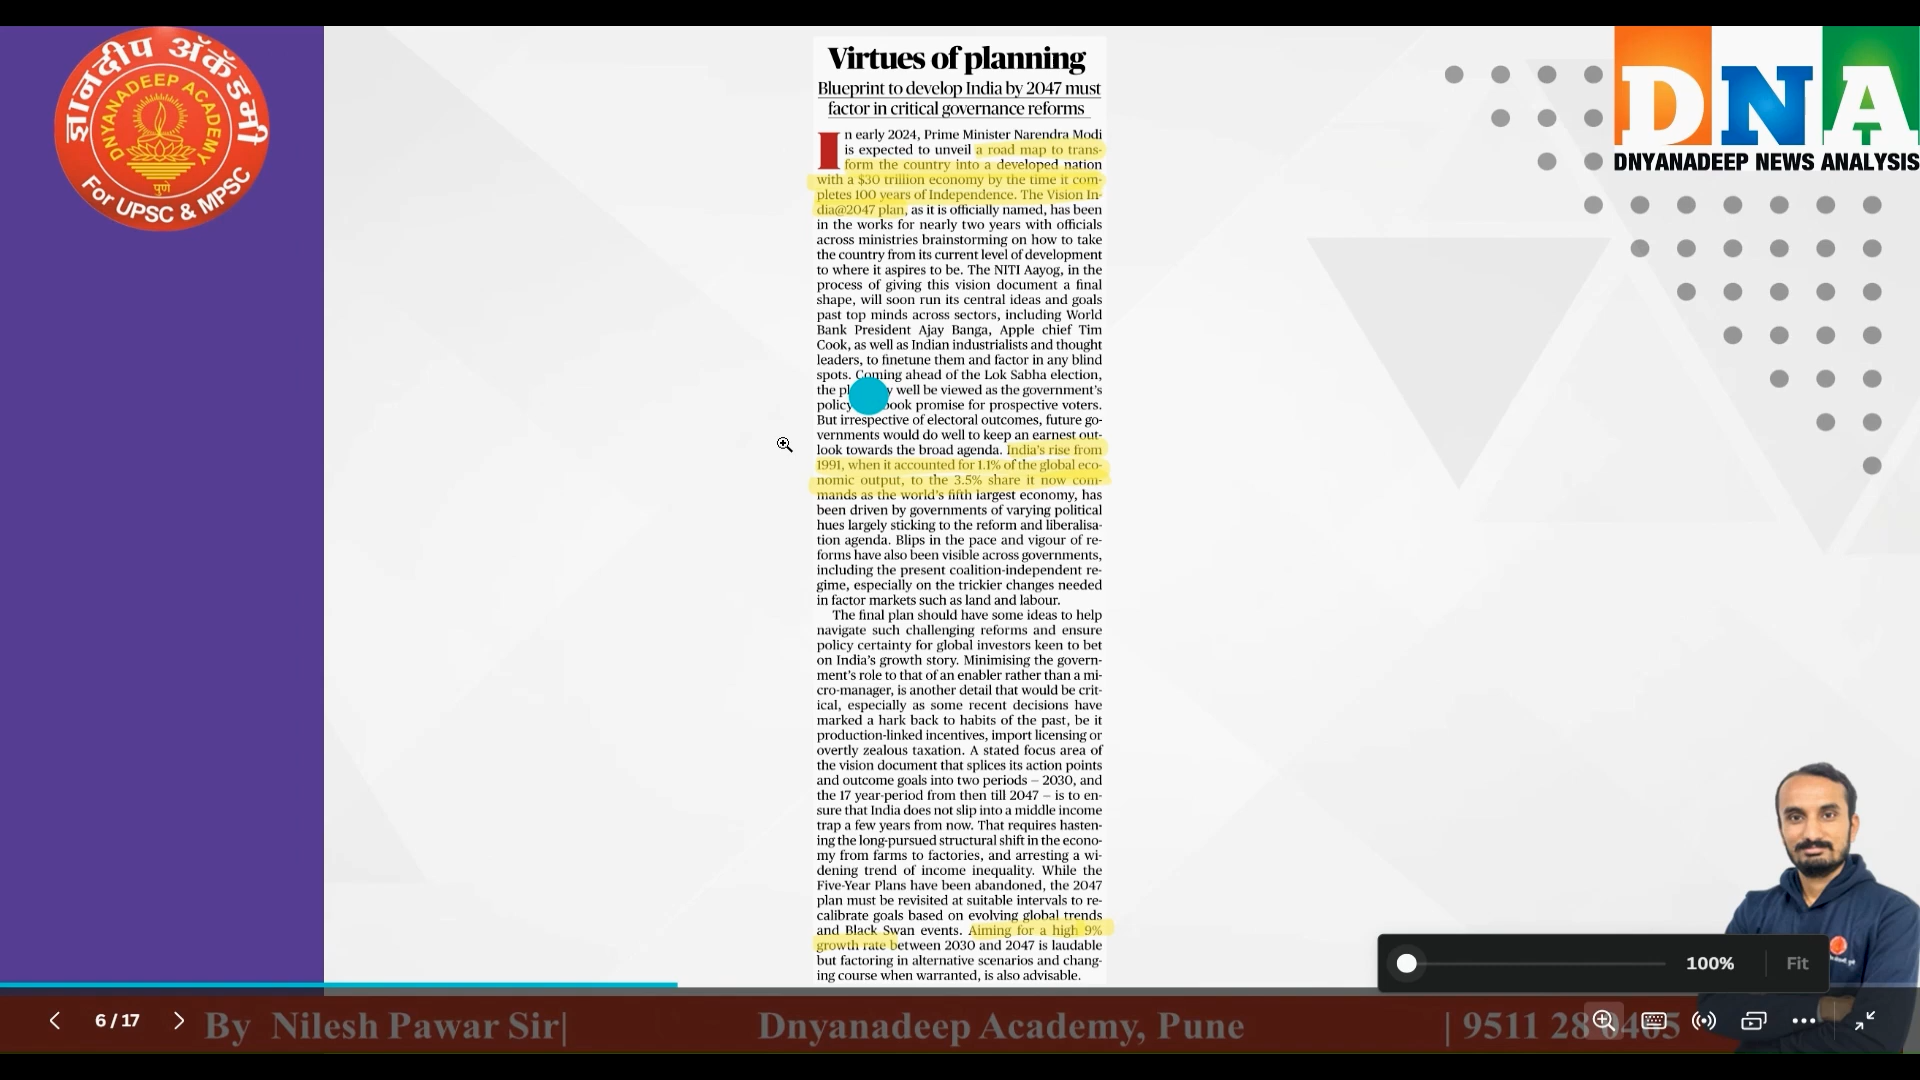 ज्ञानदीप अ‍ॅकॅडमी
DNYANADEEP ACADEMY
पुणे
For UPSC & MPSC
DNA
DNYANADEEP NEWS ANALYSIS
Virtues of planning
Blueprint to develop India by 2047 must
factor in critical governance reforms
In early 2024, Prime Minister Narendra Modi
is expected to unveil a road map to trans-
form the country into a developed nation
with a $30 trillion economy by the time it com-
pletes 100 years of Independence. The Vision In-
dia@2047 plan, as it is officially named, has been
in the works for nearly two years with officials
across ministries brainstorming on how to take
the country from its current level of development
to where it aspires to be. The NITI Aayog, in the
process of giving this vision document a final
shape, will soon run its central ideas and goals
past top minds across sectors, including World
Bank President Ajay Banga, Apple chief Tim
Cook, as well as Indian industrialists and thought
leaders, to finetune them and factor in any blind
spots. Coming ahead of the Lok Sabha election,
the well be viewed as the government's
policy book promise for prospective voters.
But irrespective of electoral outcomes, future go-
vernments would do well to keep an earnest out-
look towards the broad agenda. India's rise from
1991, when it accounted for 1.1% of the global eco-
nomic output, to the 3.5% share it now com-
mands as the world's fifth largest economy, has
been driven by governments of varying political
hues largely sticking to the reform and liberalisa-
tion agenda. Blips in the pace and vigour of re-
forms have also been visible across governments,
including the present coalition-independent re-
gime, especially on the trickier changes needed
in factor markets such as land and labour.
The final plan should have some ideas to help
navigate such challenging reforms and ensure
policy certainty for global investors keen to bet
on India's growth story. Minimising the govern-
ment's role to that of an enabler rather than a mi-
cro-manager, is another detail that would be crit-
ical, especially as some recent decisions have
marked a hark back to habits of the past, be it
production-linked incentives, import licensing or
overtly zealous taxation. A stated focus area of
the vision document that splices its action points
and outcome goals into two periods – 2030, and
the 17 year-period from then till 2047 – is to en-
sure that India does not slip into a middle income
trap a few years from now. That requires hasten-
ing the long-pursued structural shift in the econo-
my from farms to factories, and arresting a wi-
dening trend of income inequality. While the
Five-Year Plans have been abandoned, the 2047
plan must be revisited at suitable intervals to re-
calibrate goals based on evolving global trends
and Black Swan events. Aiming for a high 9%
growth rate between 2030 and 2047 is laudable
but factoring in alternative scenarios and chang-
ing course when warranted, is also advisable.
100% Fit
6 / 17 By Nilesh Pawar Sir| Dnyanadeep Academy, Pune | 9511 28 0465